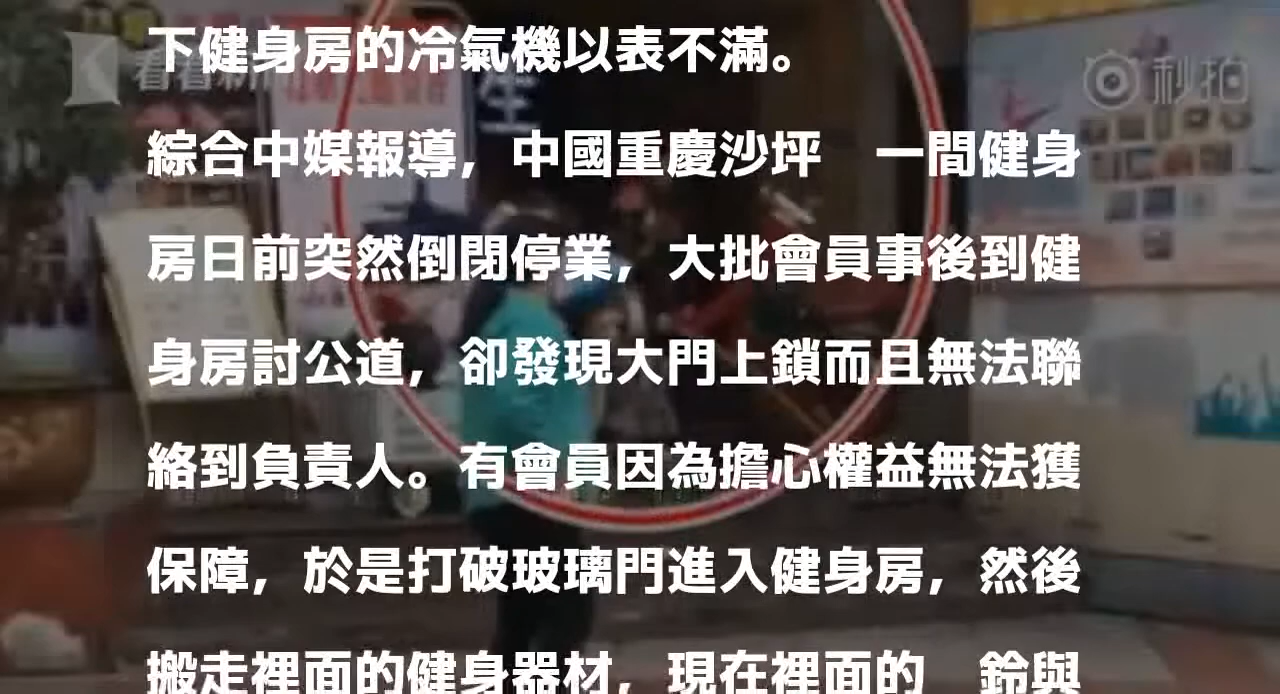 下健身房的冷氣機以表不滿。
秒拍
綜合中媒報導，中國重慶沙坪　一間健身
房日前突然倒閉停業，大批會員事後到健
身房討公道，卻發現大門上鎖而且無法聯
絡到負責人。有會員因為擔心權益無法獲
保障，於是打破玻璃門進入健身房，然後
搬走裡面的健身器材，現在裡面的　鈴與